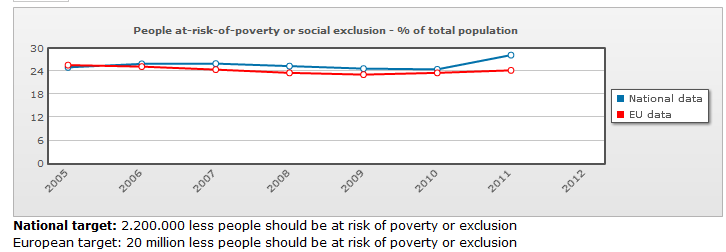 People at-risk-of-poverty or social exclusion - % of total population
30
24
18
12
6
0
2005 2006 2007 2008 2009 2010 2011 2012
National data
EU data
National target: 2.200.000 less people should be at risk of poverty or exclusion
European target: 20 million less people should be at risk of poverty or exclusion